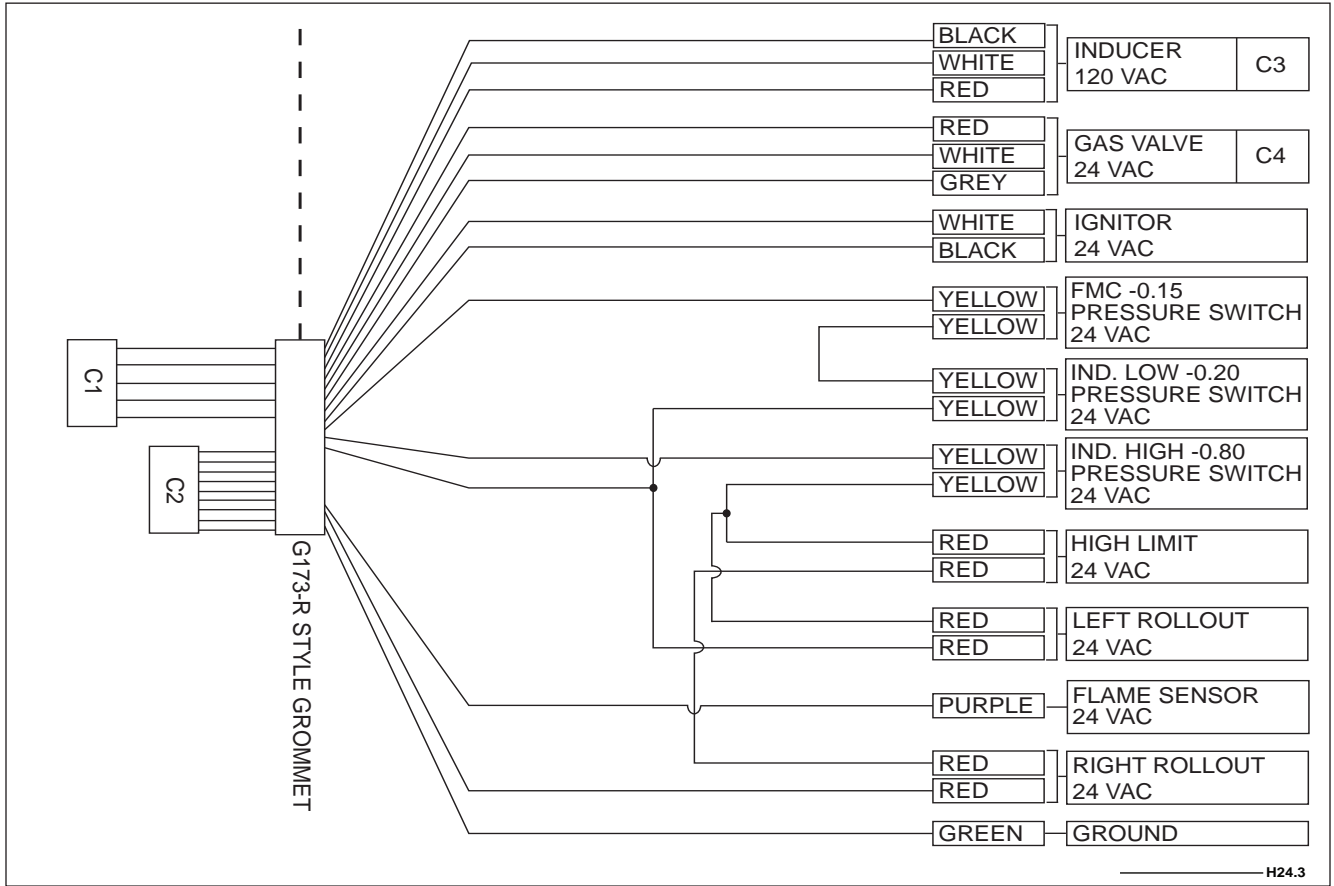 BLACK
WHITE
RED
INDUCER
120 VAC
C3
RED
WHITE
GREY
GAS VALVE
24 VAC
C4
WHITE
BLACK
IGNITOR
24 VAC
YELLOW
YELLOW
FMC -0.15
PRESSURE SWITCH
24 VAC
YELLOW
YELLOW
IND. LOW -0.20
PRESSURE SWITCH
24 VAC
YELLOW
YELLOW
IND. HIGH -0.80
PRESSURE SWITCH
24 VAC
RED
RED
HIGH LIMIT
24 VAC
RED
RED
LEFT ROLLOUT
24 VAC
PURPLE
FLAME SENSOR
24 VAC
RED
RED
RIGHT ROLLOUT
24 VAC
GREEN
GROUND
C1
C2
G173-R STYLE GROMMET
H24.3